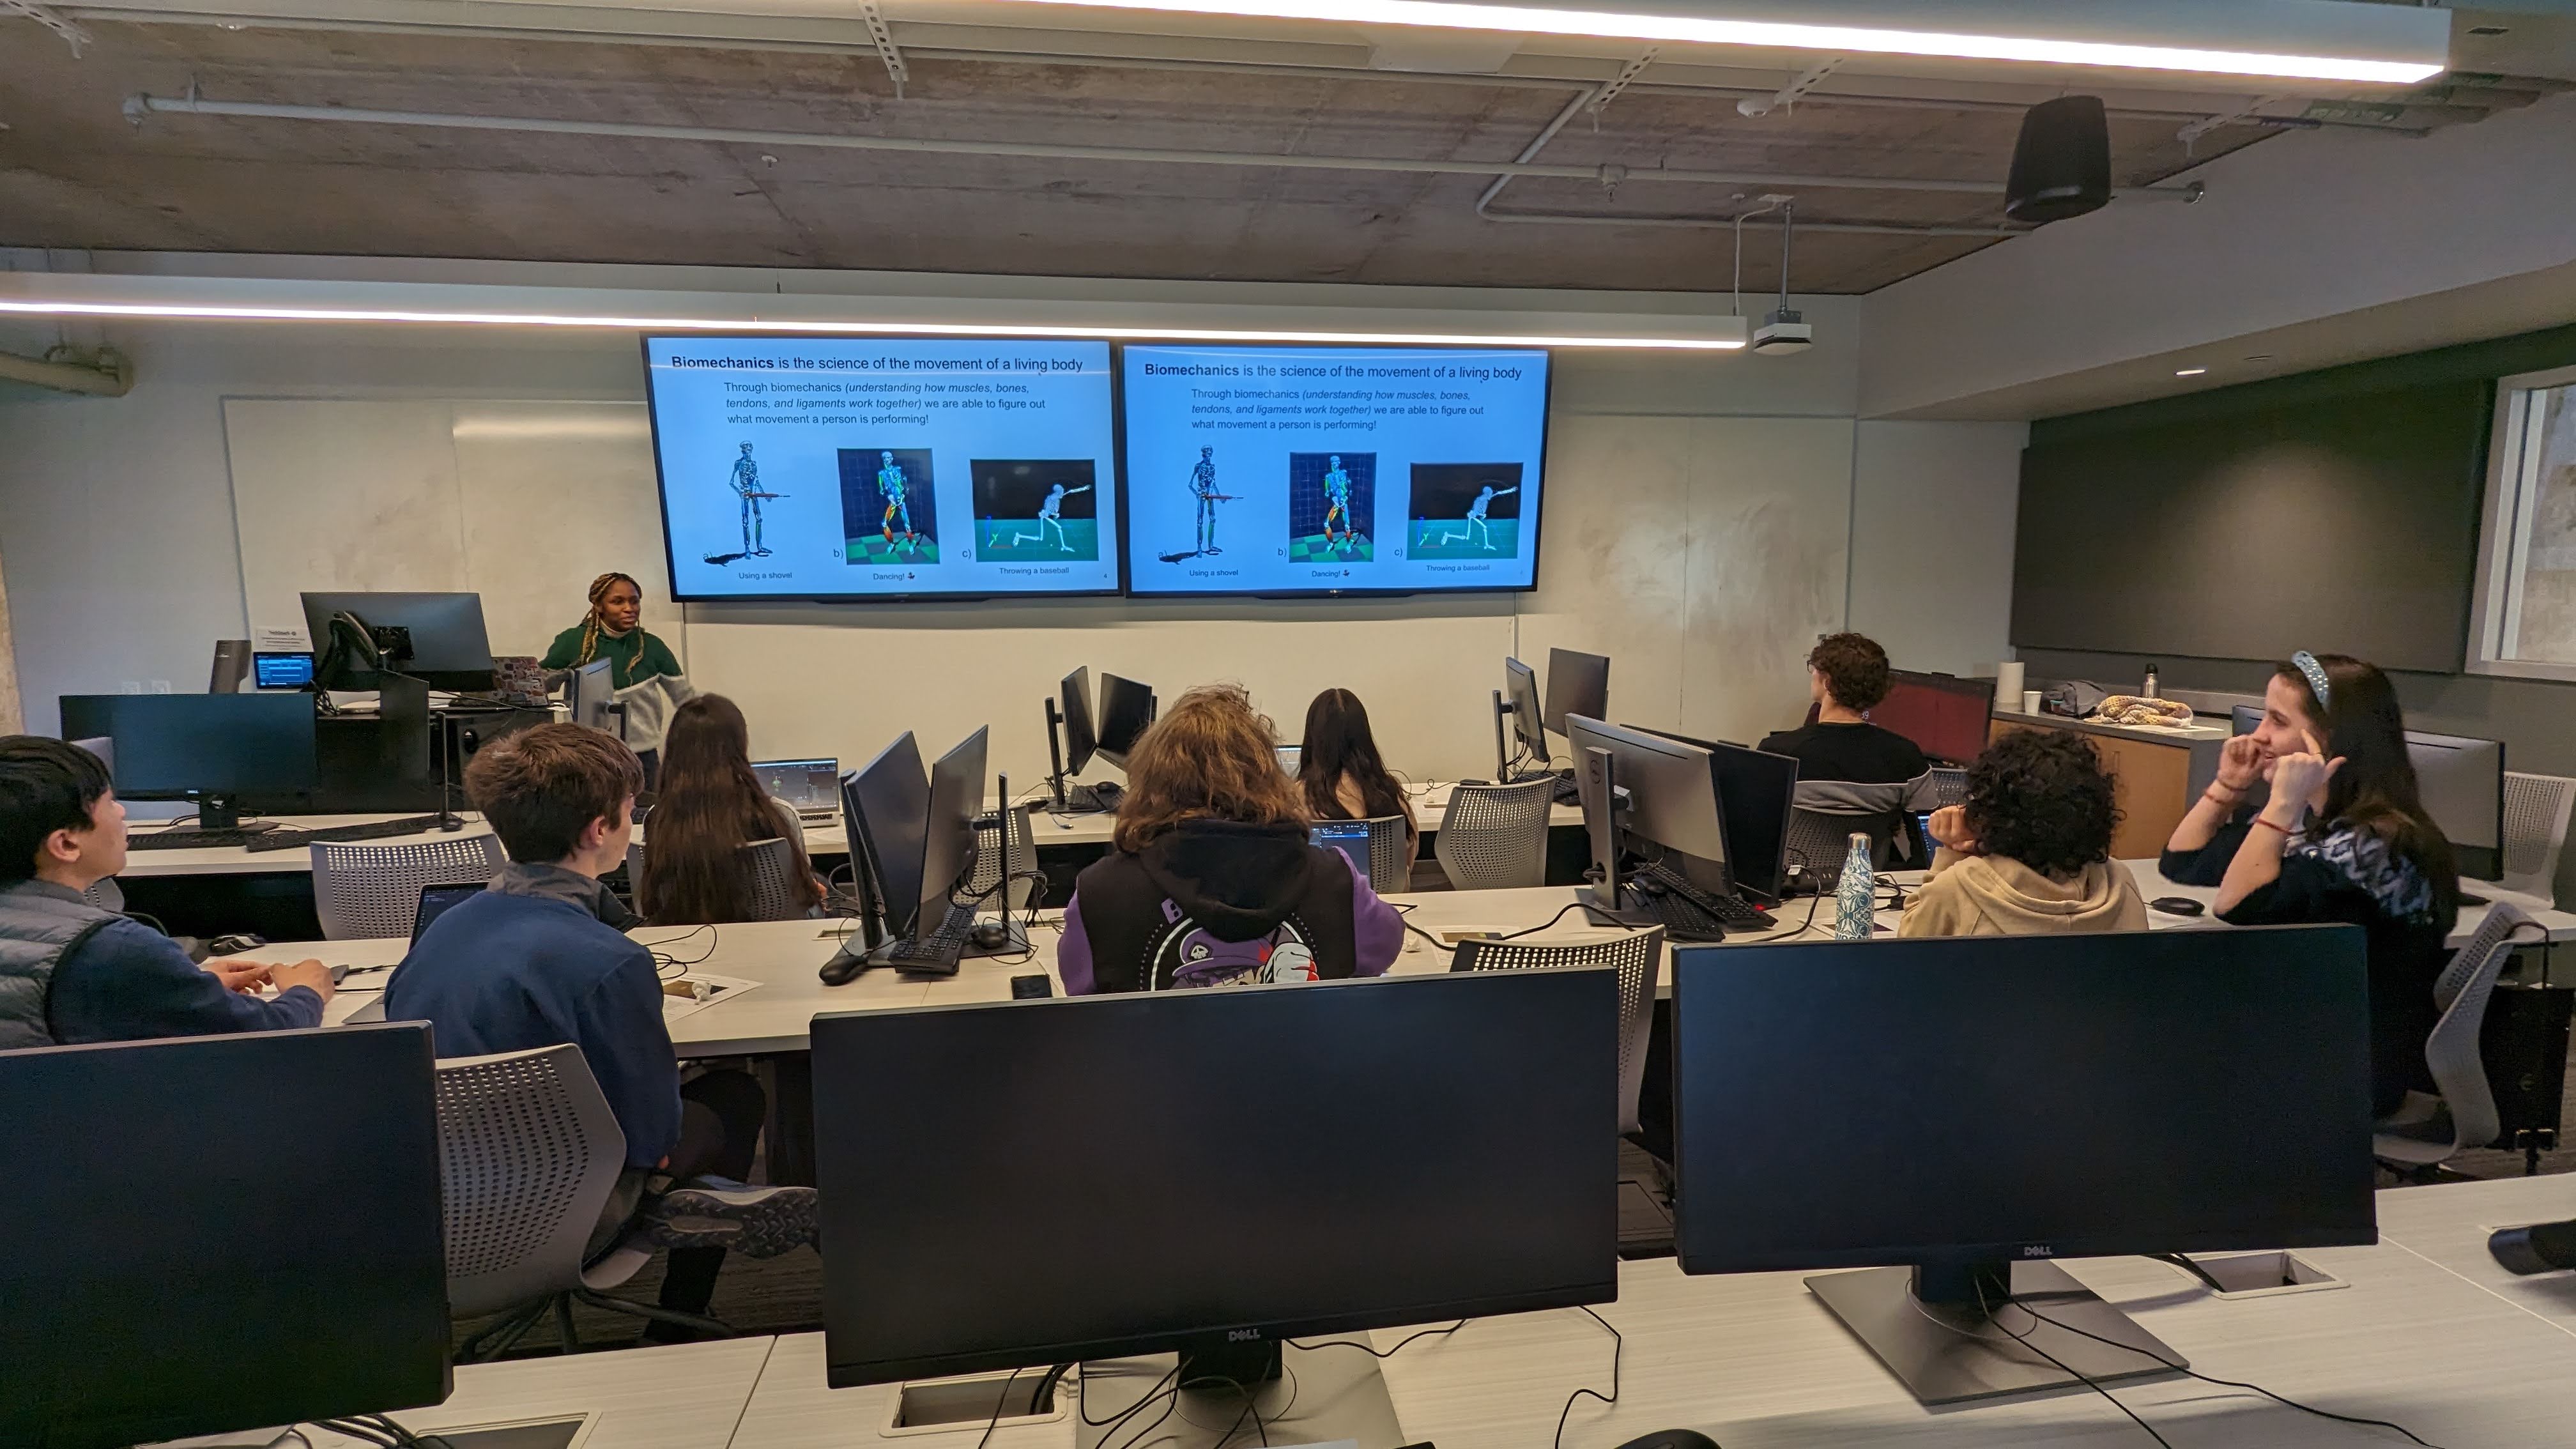 Biomechanics is the science of the movement of a living body
Through biomechanics (understanding how muscles, bones,
tendons, and ligaments work together) we are able to figure out
what movement a person is performing!
a)
b)
c)
Using a shovel
Dancing!
Throwing a baseball
4
Biomechanics is the science of the movement of a living body
Through biomechanics (understanding how muscles, bones,
tendons, and ligaments work together) we are able to figure out
what movement a person is performing!
a)
b)
c)
Using a shovel
Dancing!
Throwing a baseball
DELL
DELL